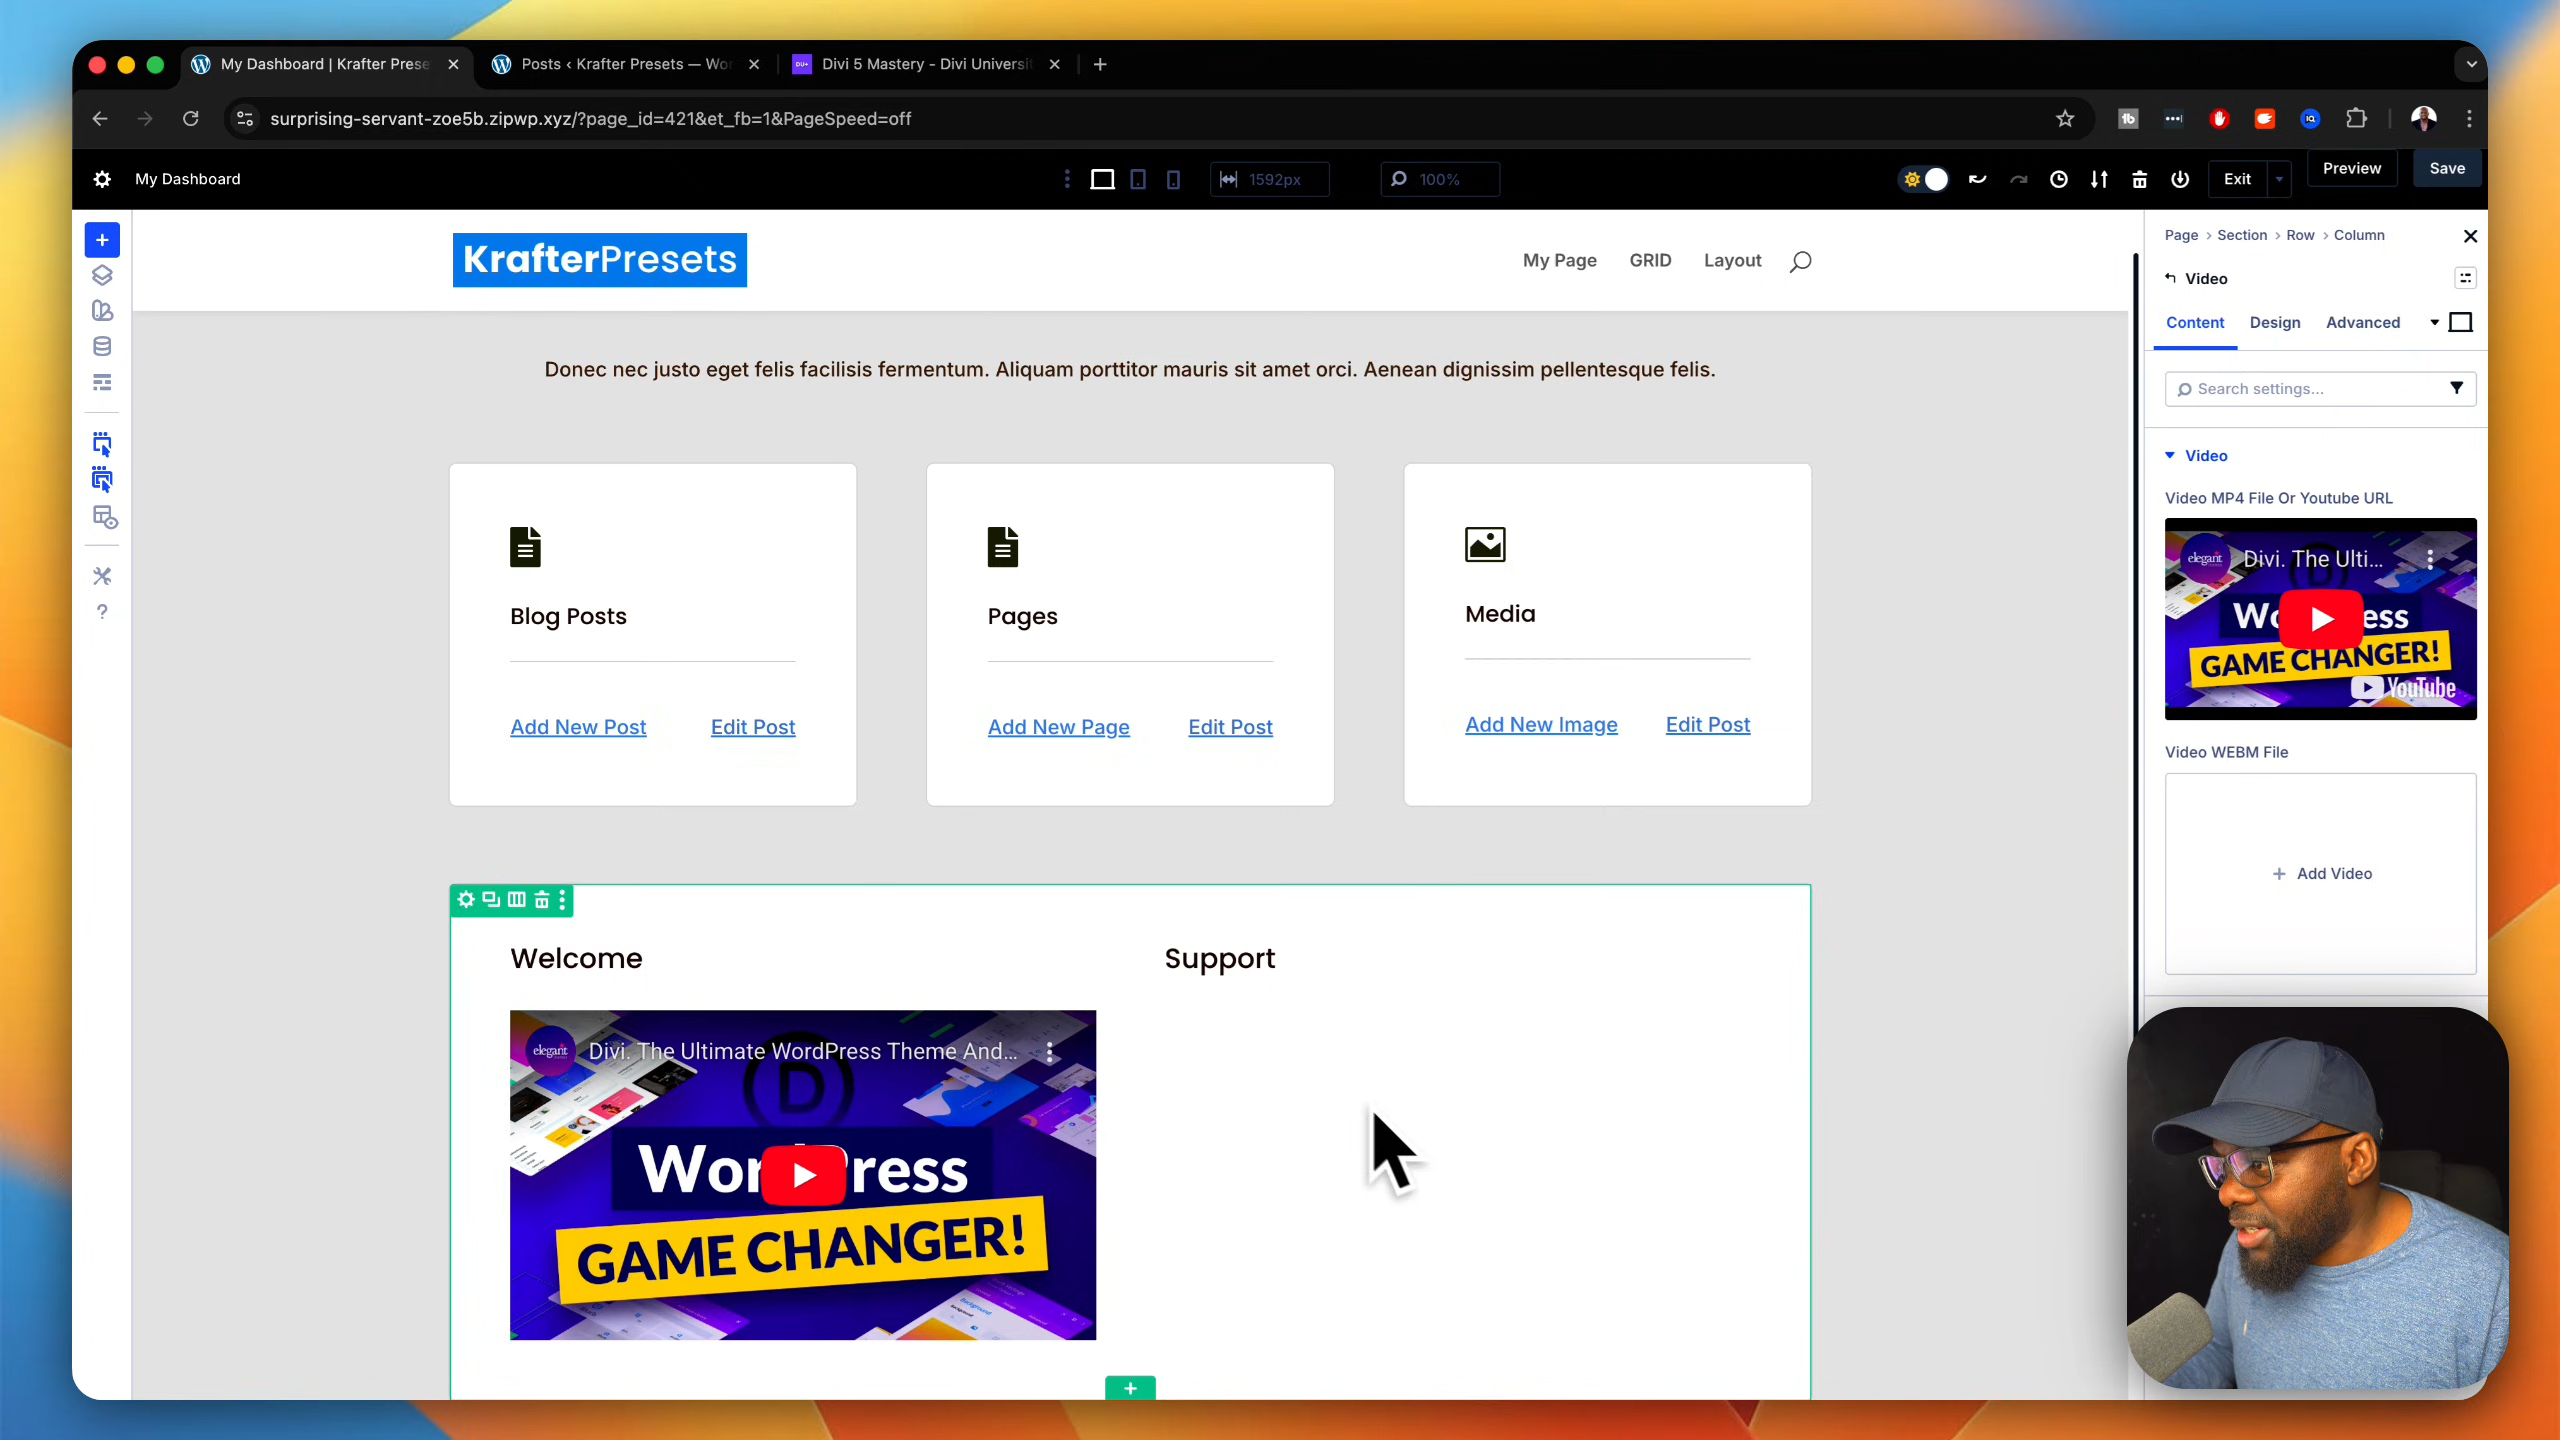 My Dashboard | Krafter Prese
Posts ‹ Krafter Presets — Wor
DU+
Divi 5 Mastery - Divi Universit
surprising-servant-zoe5b.zipwp.xyz/?page_id=421&et_fb=1&PageSpeed=off
My Dashboard
1592px
100%
Exit
Preview
Save
KrafterPresets
My Page
GRID
Layout
Donec nec justo eget felis facilisis fermentum. Aliquam porttitor mauris sit amet orci. Aenean dignissim pellentesque felis.
Blog Posts
Add New Post
Edit Post
Pages
Add New Page
Edit Post
Media
Add New Image
Edit Post
Welcome
Support
elegant
Divi. The Ultimate WordPress Theme And...
D
WordPress
GAME CHANGER!
Page › Section › Row › Column
Video
Content
Design
Advanced
Search settings...
Video
Video MP4 File Or Youtube URL
elegant
Divi. The Ulti...
GAME CHANGER!
YouTube
Video WEBM File
+ Add Video